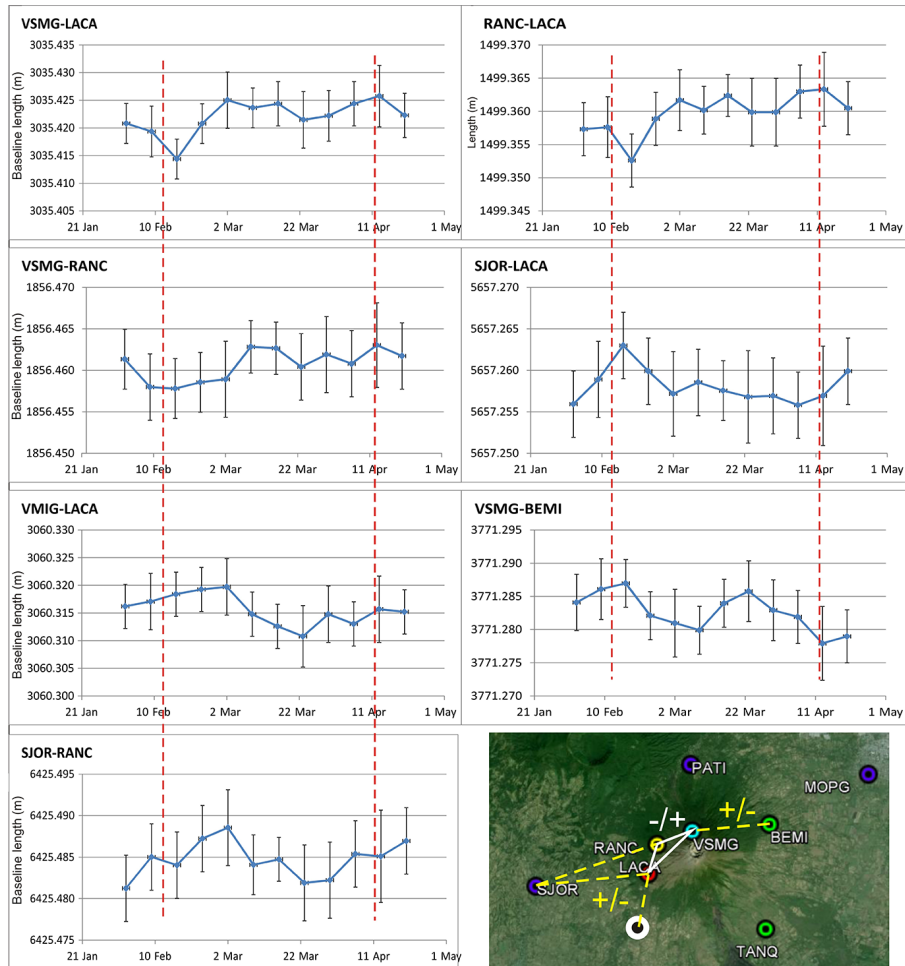 VSMG-LACA
Baseline length (m)
3035.435
3035.430
3035.425
3035.420
3035.415
3035.410
3035.405
21 Jan 10 Feb 2 Mar 22 Mar 11 Apr 1 May
RANC-LACA
Length (m)
1499.370
1499.365
1499.360
1499.355
1499.350
1499.345
21 Jan 10 Feb 2 Mar 22 Mar 11 Apr 1 May
VSMG-RANC
Baseline length (m)
1856.470
1856.465
1856.460
1856.455
1856.450
21 Jan 10 Feb 2 Mar 22 Mar 11 Apr 1 May
SJOR-LACA
5657.270
5657.265
5657.260
5657.255
5657.250
21 Jan 10 Feb 2 Mar 22 Mar 11 Apr 1 May
VMIG-LACA
Baseline length (m)
3060.330
3060.320
3060.315
3060.310
3060.305
3060.300
21 Jan 10 Feb 2 Mar 22 Mar 11 Apr 1 May
VSMG-BEMI
3771.295
3771.290
3771.285
3771.280
3771.275
3771.270
21 Jan 10 Feb 2 Mar 22 Mar 11 Apr 1 May
SJOR-RANC
Baseline length (m)
6425.495
6425.490
6425.485
6425.480
6425.475
21 Jan 10 Feb 2 Mar 22 Mar 11 Apr 1 May
PATI
MOPG
-/+
+/-
BEMI
VSMG
RANC
LACA
SJOR
+/-
TANQ